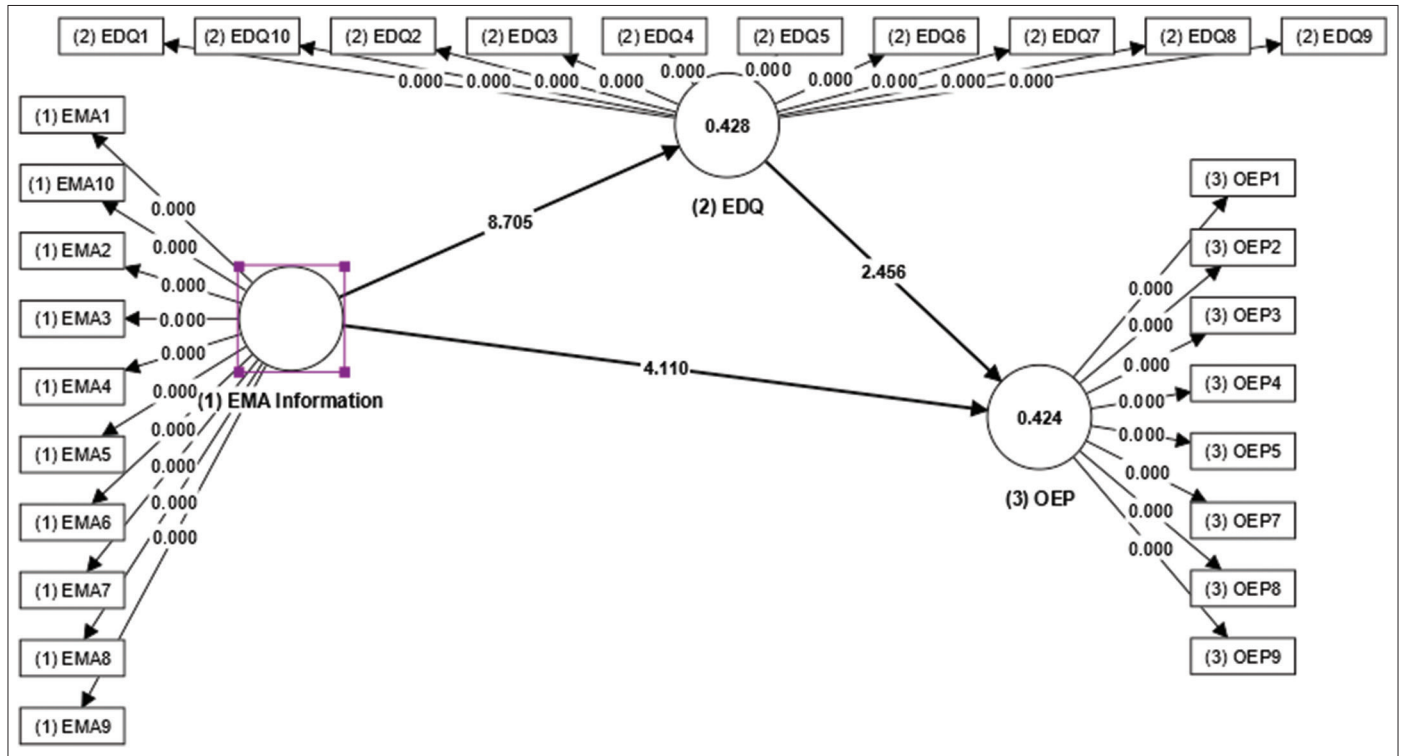 (2) EDQ1
(2) EDQ10
(2) EDQ2
(2) EDQ3
(2) EDQ4
(2) EDQ5
(2) EDQ6
(2) EDQ7
(2) EDQ8
(2) EDQ9
0.000
0.000
0.000
0.000
0.000
0.000
0.000
0.000
0.000
0.000
0.428
(2) EDQ
(1) EMA1
(1) EMA10
(1) EMA2
(1) EMA3
(1) EMA4
(1) EMA5
(1) EMA6
(1) EMA7
(1) EMA8
(1) EMA9
0.000
0.000
0.000
0.000
0.000
0.000
0.000
0.000
0.000
0.000
(1) EMA Information
8.705
2.456
4.110
0.424
(3) OEP
0.000
0.000
0.000
0.000
0.000
0.000
0.000
0.000
(3) OEP1
(3) OEP2
(3) OEP3
(3) OEP4
(3) OEP5
(3) OEP7
(3) OEP8
(3) OEP9